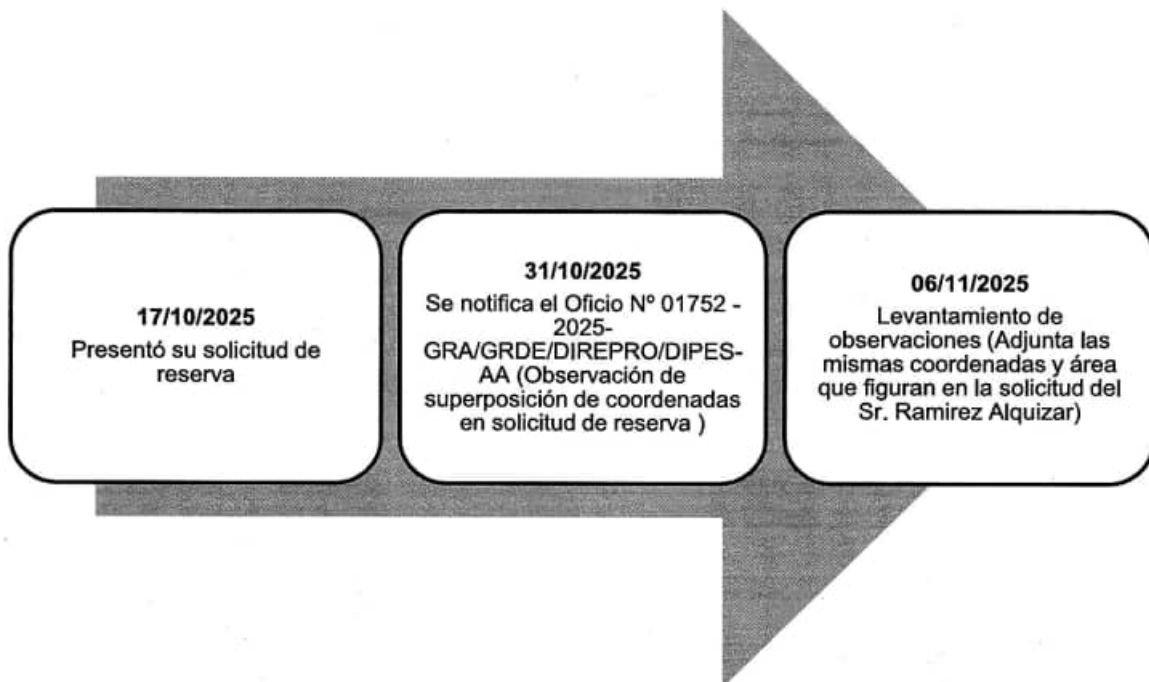 17/10/2025
Presentó su solicitud de
reserva
31/10/2025
Se notifica el Oficio Nº 01752 -
2025-
GRA/GRDE/DIREPRO/DIPES-
AA (Observación de
superposición de coordenadas
en solicitud de reserva )
06/11/2025
Levantamiento de
observaciones (Adjunta las
mismas coordenadas y área
que figuran en la solicitud del
Sr. Ramirez Alquizar)